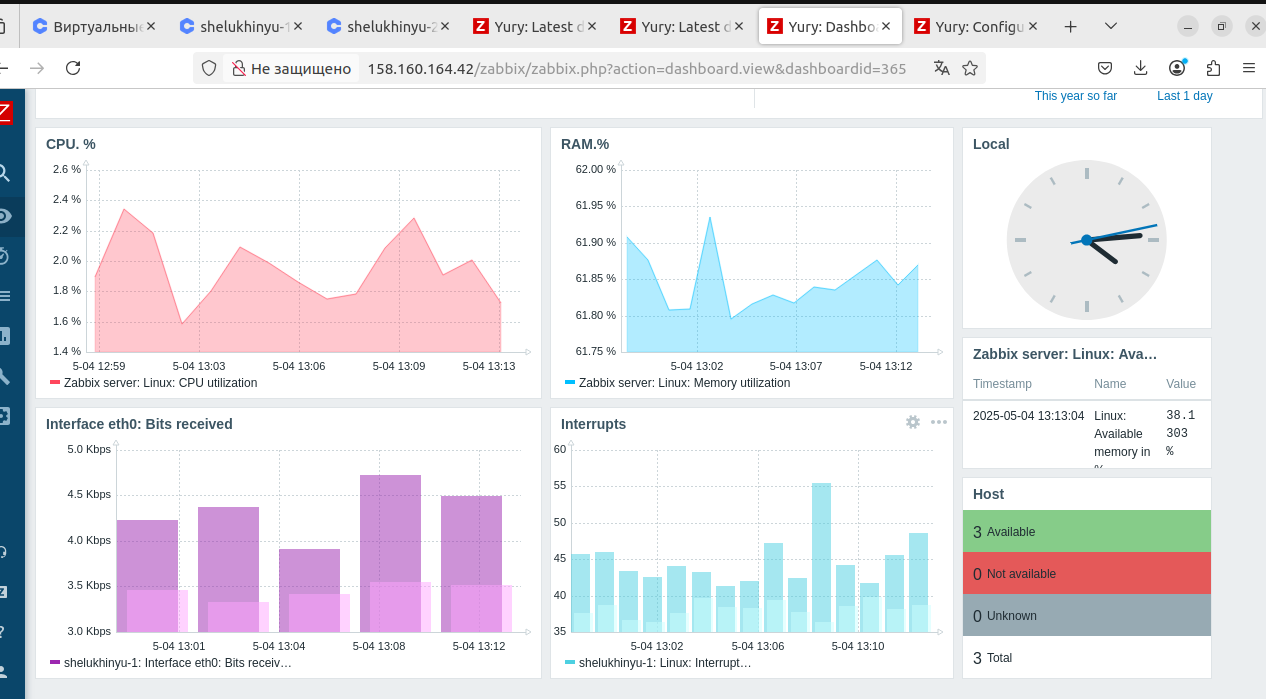 Виртуальные
shelukhinyu-1
shelukhinyu-2
Z Yury: Latest d
Z Yury: Latest d
Z Yury: Dashbo
Z Yury: Configu
Не защищено
158.160.164.42/zabbix/zabbix.php?action=dashboard.view&dashboardid=365
This year so far
Last 1 day
CPU. %
2.6 %
2.4 %
2.2 %
2.0 %
1.8 %
1.6 %
1.4 %
5-04 12:59
5-04 13:03
5-04 13:06
5-04 13:09
5-04 13:13
Zabbix server: Linux: CPU utilization
RAM.%
62.00 %
61.95 %
61.90 %
61.85 %
61.80 %
61.75 %
5-04 13:02
5-04 13:07
5-04 13:12
Zabbix server: Linux: Memory utilization
Local
Zabbix server: Linux: Ava…
Timestamp Name Value
2025-05-04 13:13:04 Linux: 38.1
Available 303
memory in %
Interface eth0: Bits received
5.0 Kbps
4.5 Kbps
4.0 Kbps
3.5 Kbps
3.0 Kbps
5-04 13:01
5-04 13:04
5-04 13:08
5-04 13:12
shelukhinyu-1: Interface eth0: Bits receiv…
Interrupts
60
55
50
45
40
35
5-04 13:02
5-04 13:06
5-04 13:10
shelukhinyu-1: Linux: Interrupt…
Host
3 Available
0 Not available
0 Unknown
3 Total